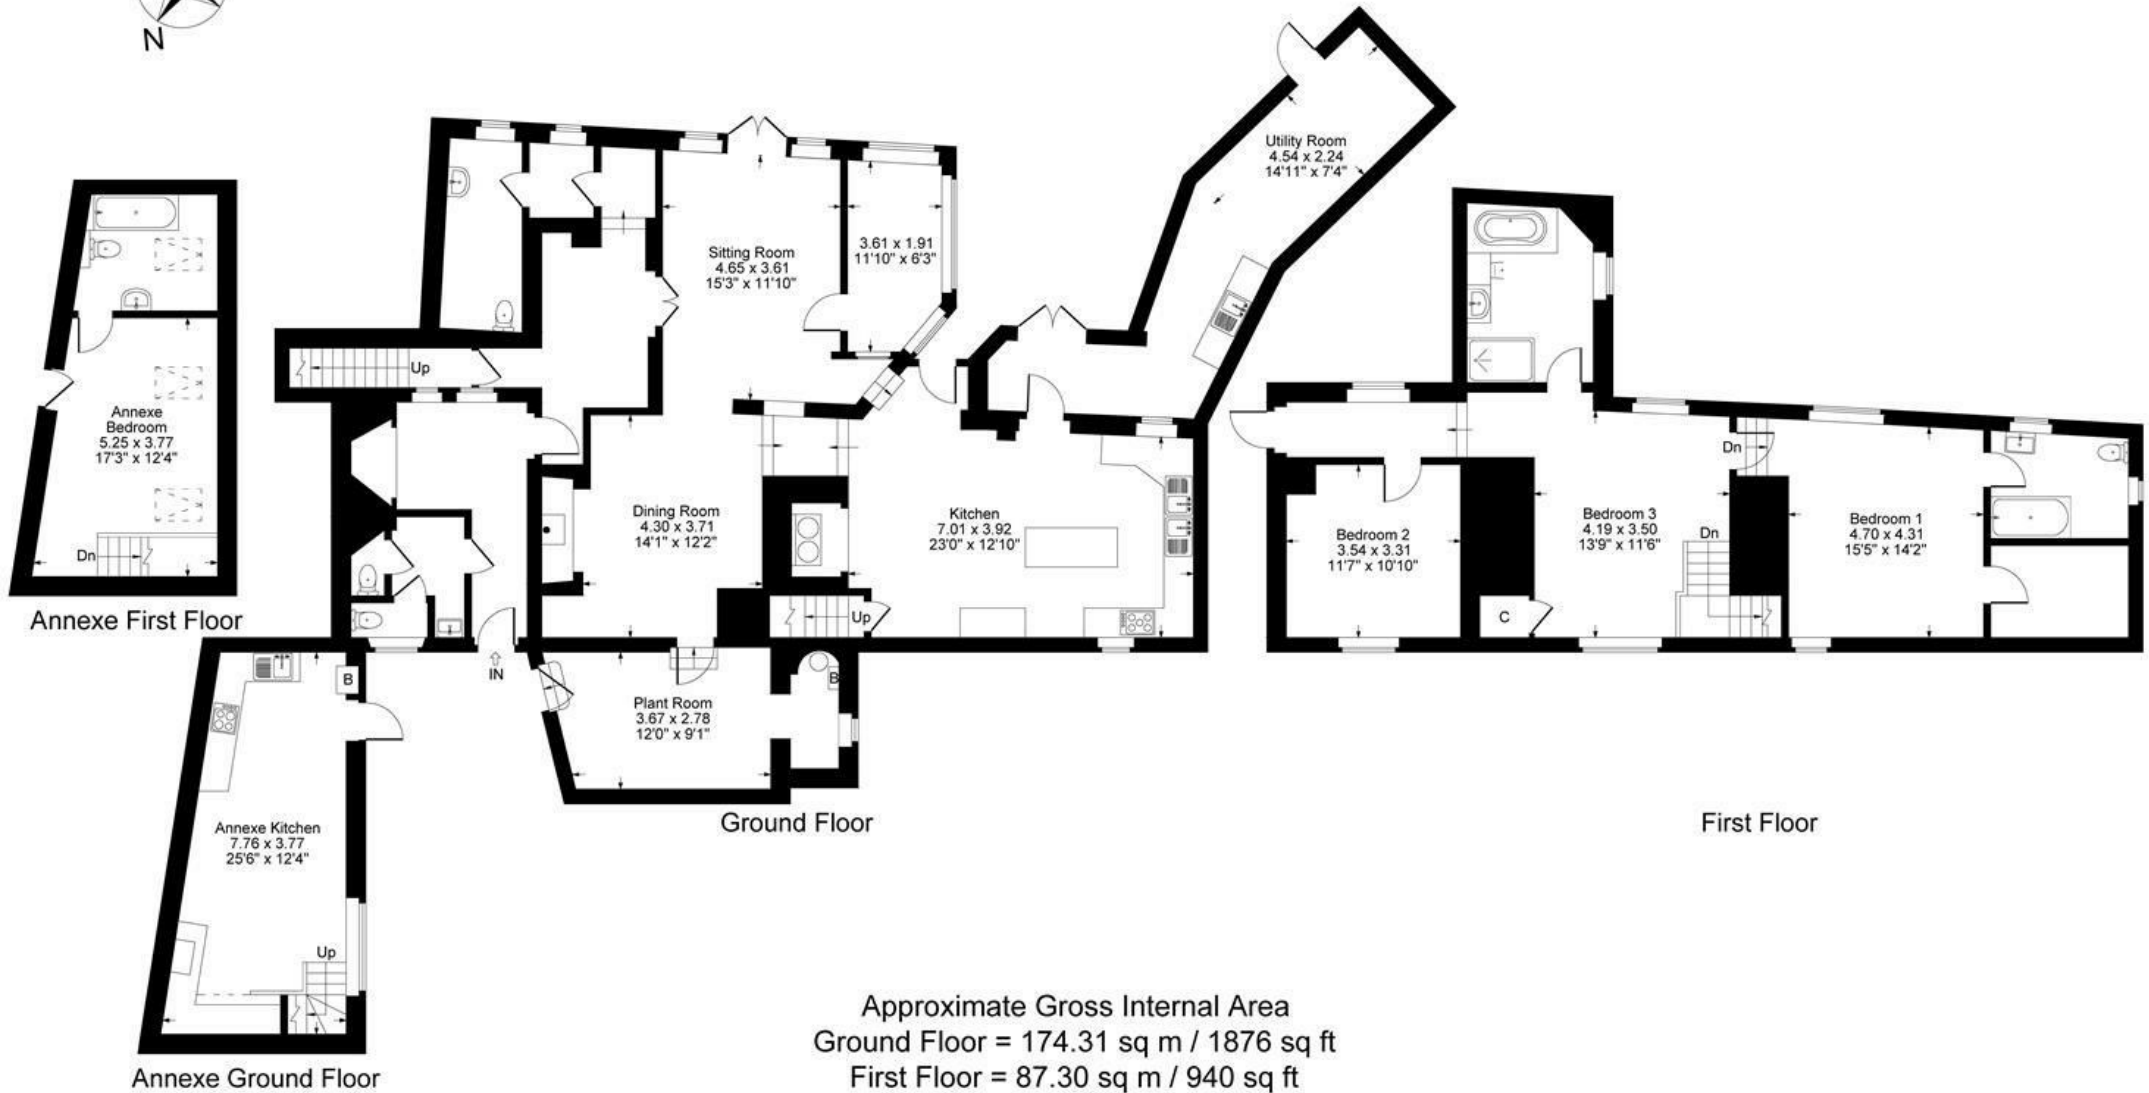 N
Utility Room
4.54 x 2.24
14'11" x 7'4"
Sitting Room
4.65 x 3.61
15'3" x 11'10"
3.61 x 1.91
11'10" x 6'3"
Up
Annexe
Bedroom
5.25 x 3.77
17'3" x 12'4"
Dn
Annexe First Floor
Dining Room
4.30 x 3.71
14'1" x 12'2"
Kitchen
7.01 x 3.92
23'0" x 12'10"
Up
IN
B
Plant Room
3.67 x 2.78
12'0" x 9'1"
B
Ground Floor
Annexe Kitchen
7.76 x 3.77
25'6" x 12'4"
Up
Annexe Ground Floor
Bedroom 2
3.54 x 3.31
11'7" x 10'10"
Bedroom 3
4.19 x 3.50
13'9" x 11'6"
Dn
Dn
C
Bedroom 1
4.70 x 4.31
15'5" x 14'2"
First Floor
Approximate Gross Internal Area
Ground Floor = 174.31 sq m / 1876 sq ft
First Floor = 87.30 sq m / 940 sq ft